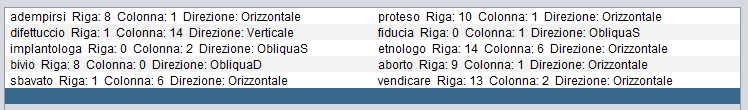 adempirsi Riga: 8 Colonna: 1 Direzione: Orizzontale proteso Riga: 10 Colonna: 1 Direzione: Orizzontale
difettuccio Riga: 1 Colonna: 14 Direzione: Verticale fiducia Riga: 0 Colonna: 1 Direzione: ObliquaS
implantologa Riga: 0 Colonna: 2 Direzione: ObliquaS etnologo Riga: 14 Colonna: 6 Direzione: Orizzontale
bivio Riga: 8 Colonna: 0 Direzione: ObliquaD aborto Riga: 9 Colonna: 1 Direzione: Orizzontale
sbavato Riga: 1 Colonna: 6 Direzione: Orizzontale vendicare Riga: 13 Colonna: 2 Direzione: Orizzontale